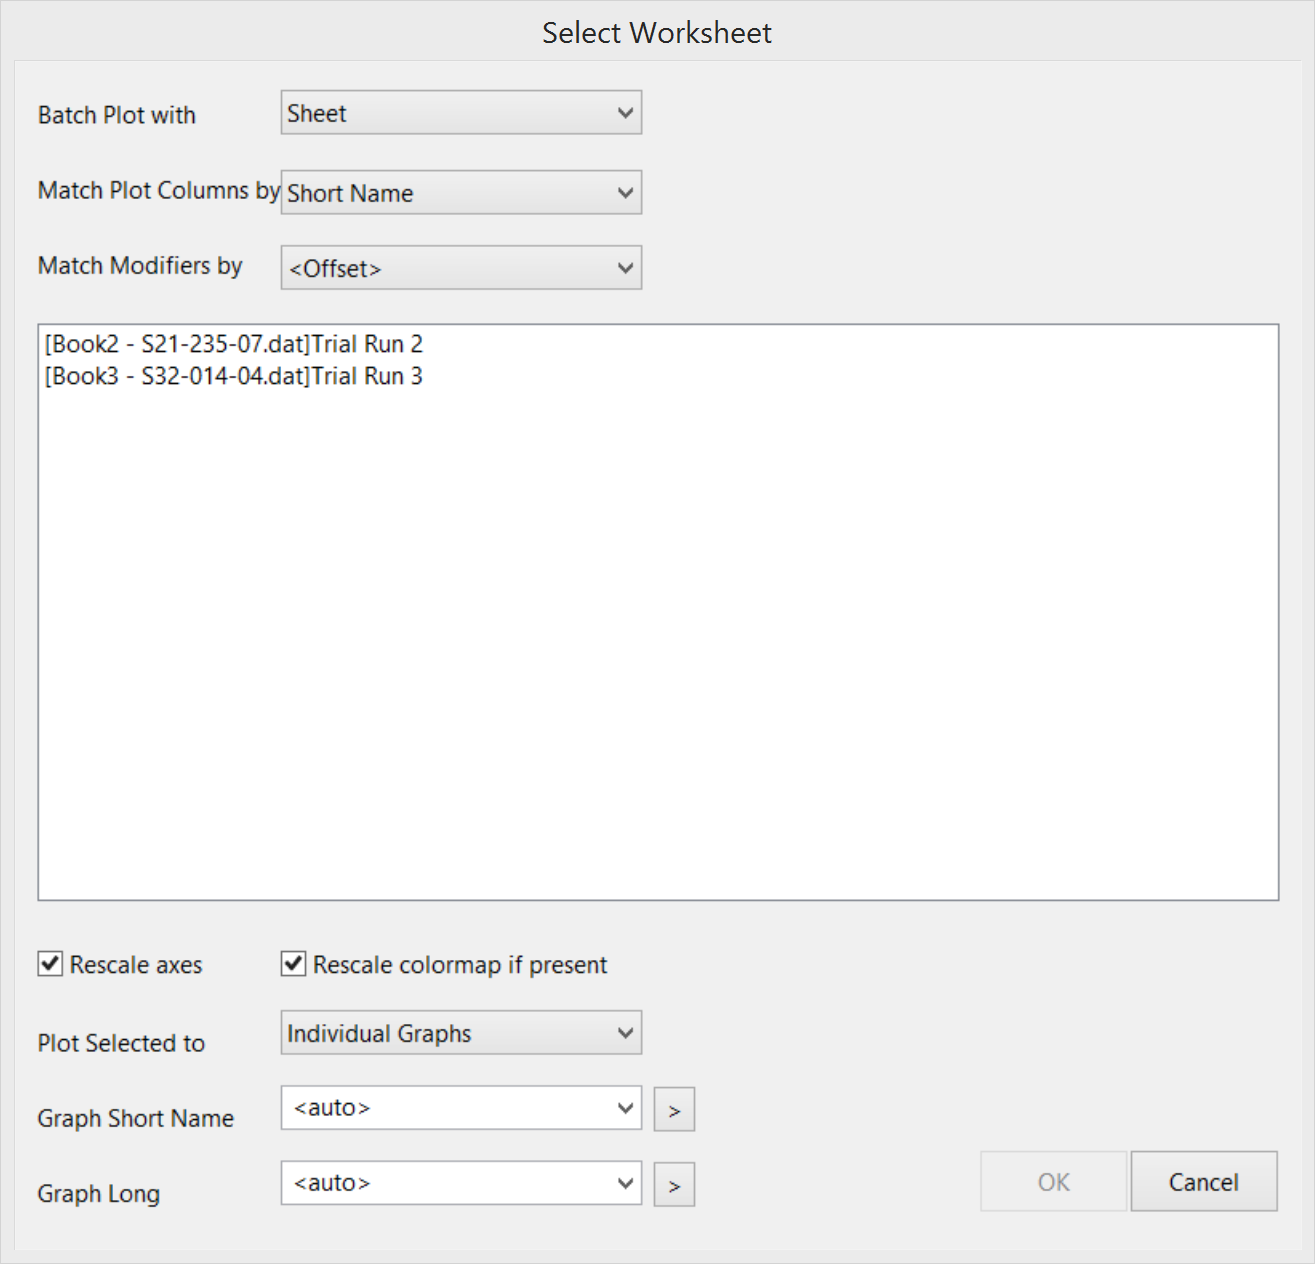 Select Worksheet
Batch Plot with Sheet
Match Plot Columns by Short Name
Match Modifiers by <Offset>
[Book2 - S21-235-07.dat]Trial Run 2
[Book3 - S32-014-04.dat]Trial Run 3
Rescale axes Rescale colormap if present
Plot Selected to Individual Graphs
Graph Short Name <auto> >
Graph Long <auto> >
OK Cancel